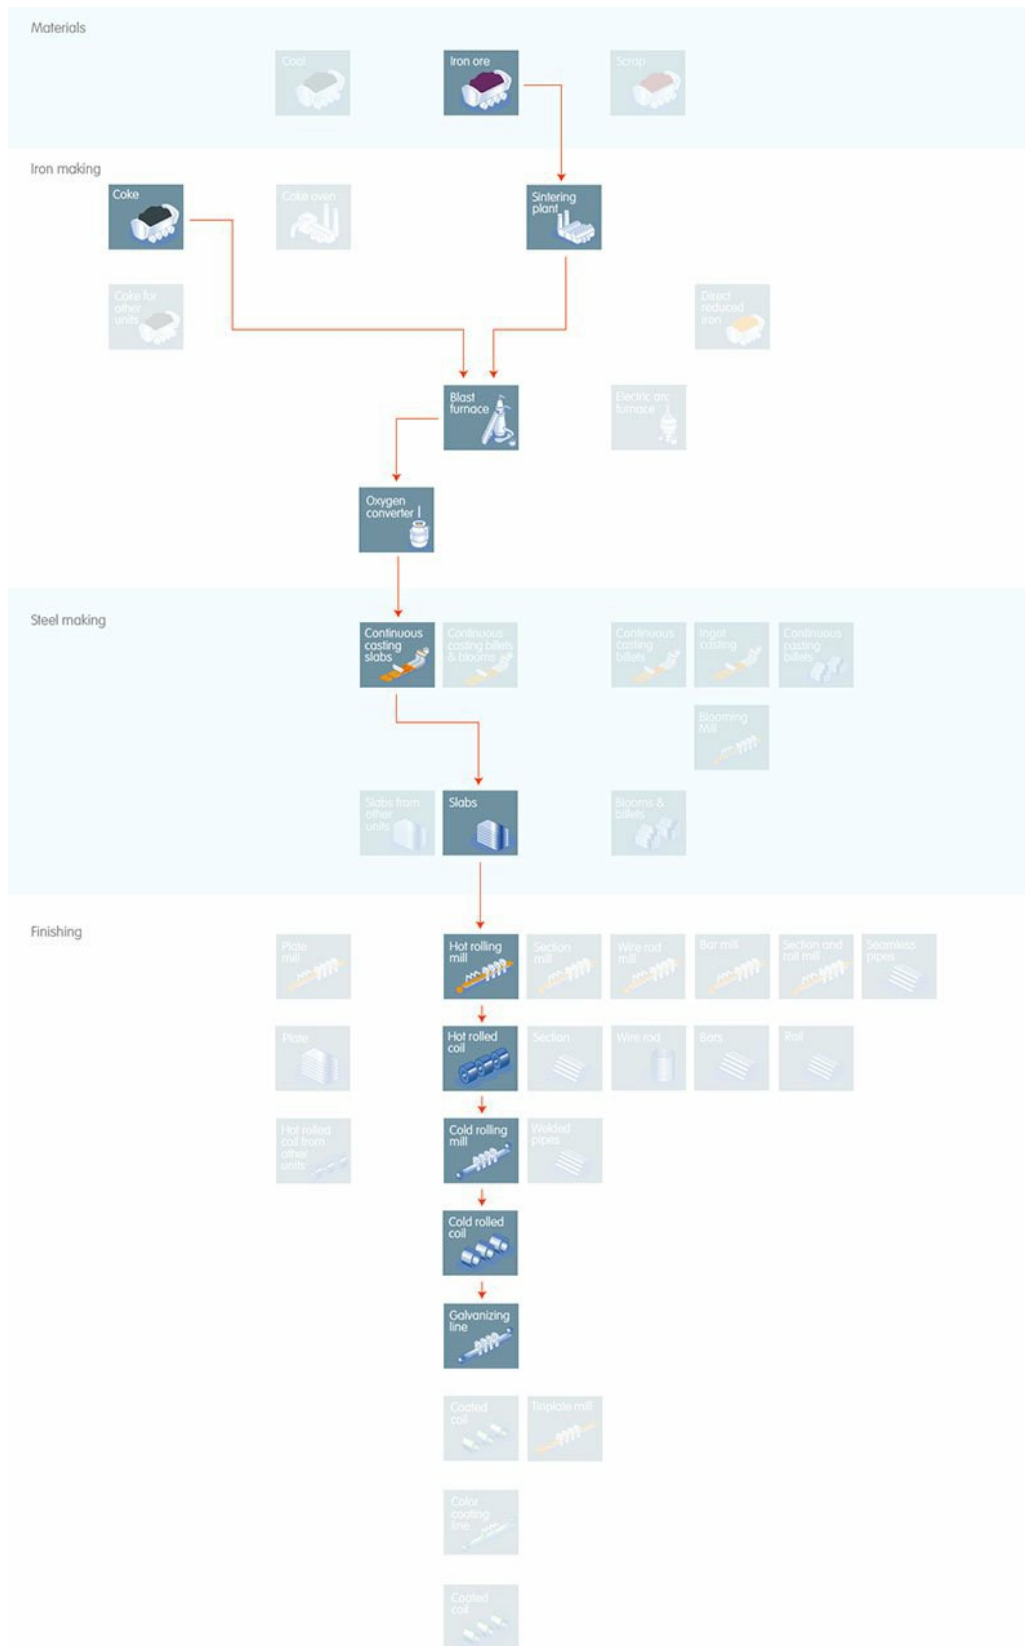 Materials
Coal
Iron ore
Scrap
Iron making
Coke
Coke oven
Sintering
plant
Coke for
other
units
Direct
reduced
iron
Blast
furnace
Electric arc
furnace
Oxygen
converter
Steel making
Continuous
casting
slabs
Continuous
casting billets
& blooms
Continuous
casting
billets
Ingot
casting
Continuous
casting
billets
Blooming
Mill
Slabs from
other
units
Slabs
Blooms &
billets
Finishing
Plate
mill
Hot rolling
mill
Section
mill
Wire rod
mill
Bar mill
Section and
rail mill
Seamless
pipes
Plate
Hot rolled
coil
Section
Wire rod
Bars
Rail
Hot rolled
coil from
other
units
Cold rolling
mill
Welded
pipes
Cold rolled
coil
Galvanizing
line
Coated
coil
Tinplate mill
Color
coating
line
Coated
coil